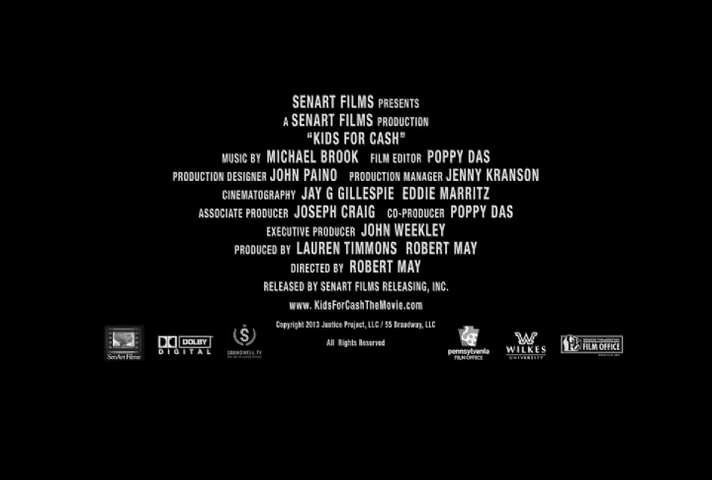 SENART FILMS PRESENTS
A SENART FILMS PRODUCTION
"KIDS FOR CASH"
MUSIC BY MICHAEL BROOK FILM EDITOR POPPY DAS
PRODUCTION DESIGNER JOHN PAINO PRODUCTION MANAGER JENNY KRANSON
CINEMATOGRAPHY JAY G GILLESPIE EDDIE MARRITZ
ASSOCIATE PRODUCER JOSEPH CRAIG CO-PRODUCER POPPY DAS
EXECUTIVE PRODUCER JOHN WEEKLEY
PRODUCED BY LAUREN TIMMONS ROBERT MAY
DIRECTED BY ROBERT MAY
RELEASED BY SENART FILMS RELEASING, INC.
www. KidsForCashTheMovie.com
Copyright 2013 Justice Project, LLC / 55 Broadway, LLC
All Rights Reserved
SenArt Films
DOLBY
DIGITAL
S
SOUNDWELL TV
pennsylvania
FILM OFFICE
W
WILKES
UNIVERSITY
FILM OFFICE